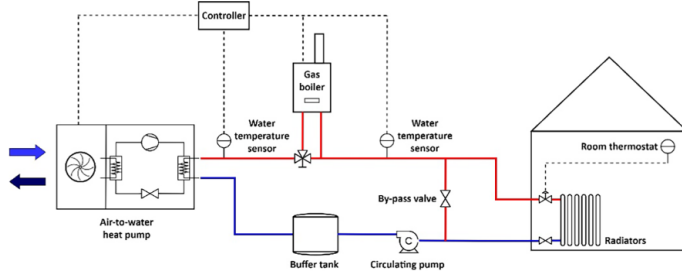 Controller
Gas
boiler
Water
temperature
sensor
Water
temperature
sensor
Room thermostat
By-pass valve
Air-to-water
heat pump
Buffer tank
C
Circulating pump
Radiators